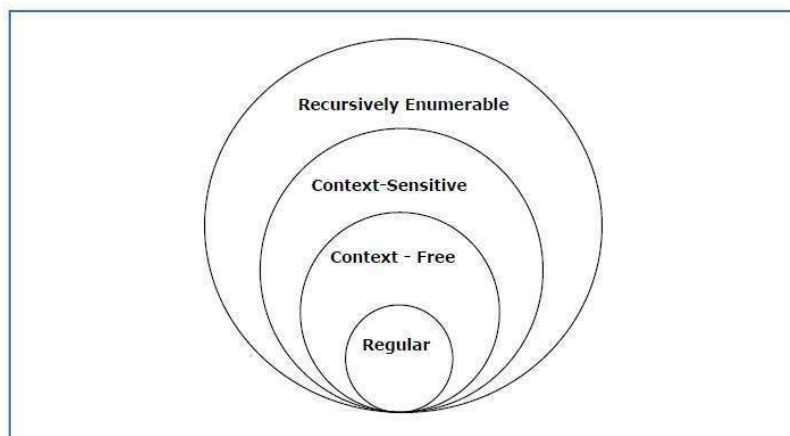 Recursively Enumerable
Context-Sensitive
Context - Free
Regular